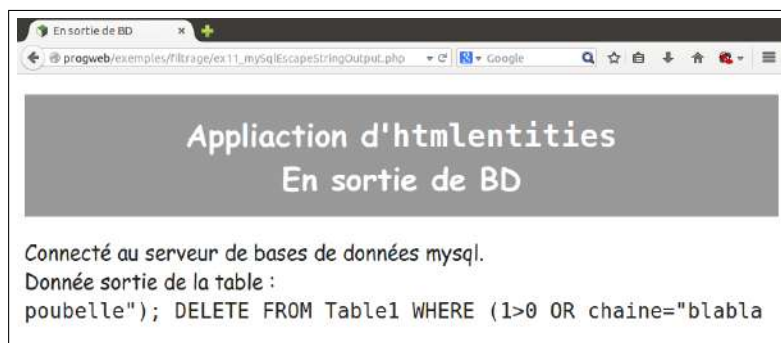 En sortie de BD
progweb/exemples/filtrage/ex11_mySqlEscapeStringOutput.php
Google
Appliaction d'htmlentities
En sortie de BD
Connecté au serveur de bases de données mysql.
Donnée sortie de la table :
poubelle"); DELETE FROM Table1 WHERE (1>0 OR chaine="blabla